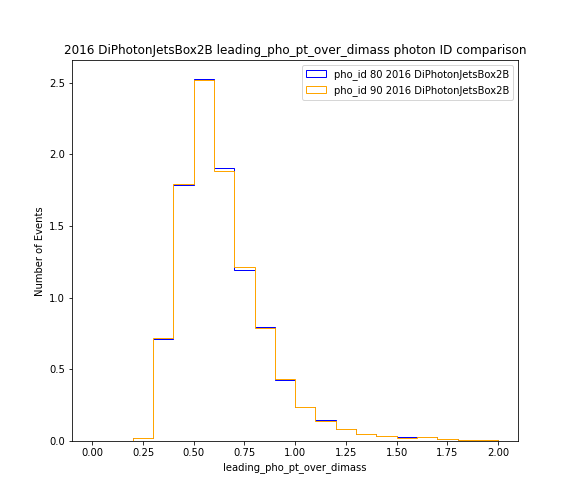 2016 DiPhotonJetsBox2B leading_pho_pt_over_dimass photon ID comparison
pho_id 80 2016 DiPhotonJetsBox2B
pho_id 90 2016 DiPhotonJetsBox2B
2.5
2.0
1.5
1.0
0.5
0.0
Number of Events
0.00 0.25 0.50 0.75 1.00 1.25 1.50 1.75 2.00
leading_pho_pt_over_dimass